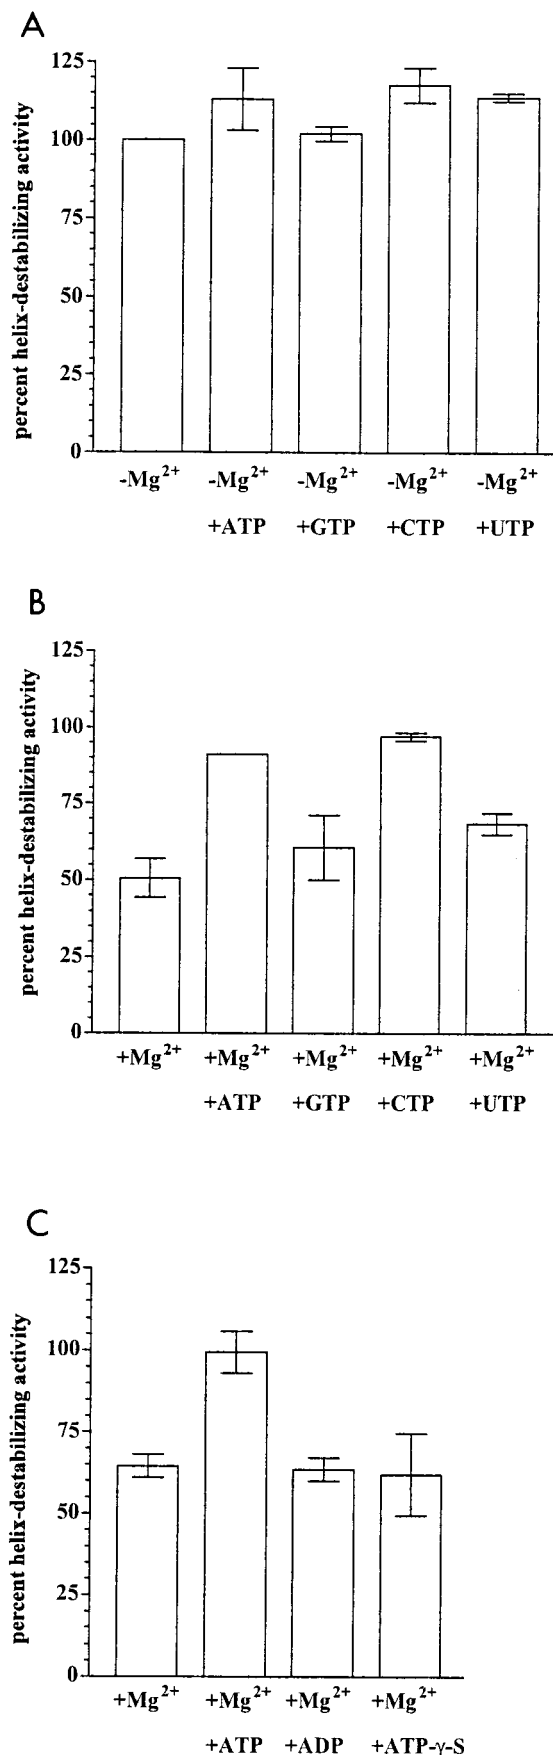 A
percent helix-destabilizing activity
125
100
75
50
25
0
-Mg²⁺ -Mg²⁺ -Mg²⁺ -Mg²⁺ -Mg²⁺
+ATP +GTP +CTP +UTP
B
percent helix-destabilizing activity
125
100
75
50
25
0
+Mg²⁺ +Mg²⁺ +Mg²⁺ +Mg²⁺ +Mg²⁺
+ATP +GTP +CTP +UTP
C
percent helix-destabilizing activity
125
100
75
50
25
0
+Mg²⁺ +Mg²⁺ +Mg²⁺ +Mg²⁺
+ATP +ADP +ATP-γ-S